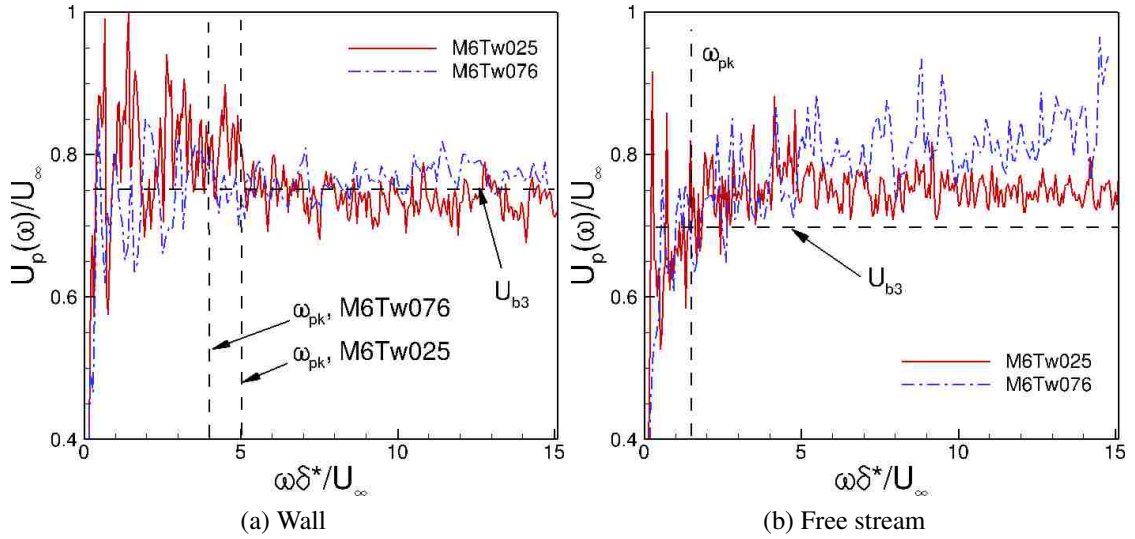 1
0.8
0.6
0.4
U_p(ω)/U_∞
M6Tw025
M6Tw076
U_b3
ω_pk, M6Tw076
ω_pk, M6Tw025
0 5 10 15
ωδ*/U_∞
(a) Wall
1
0.8
0.6
0.4
U_p(ω)/U_∞
ω_pk
U_b3
M6Tw025
M6Tw076
0 5 10 15
ωδ*/U_∞
(b) Free stream